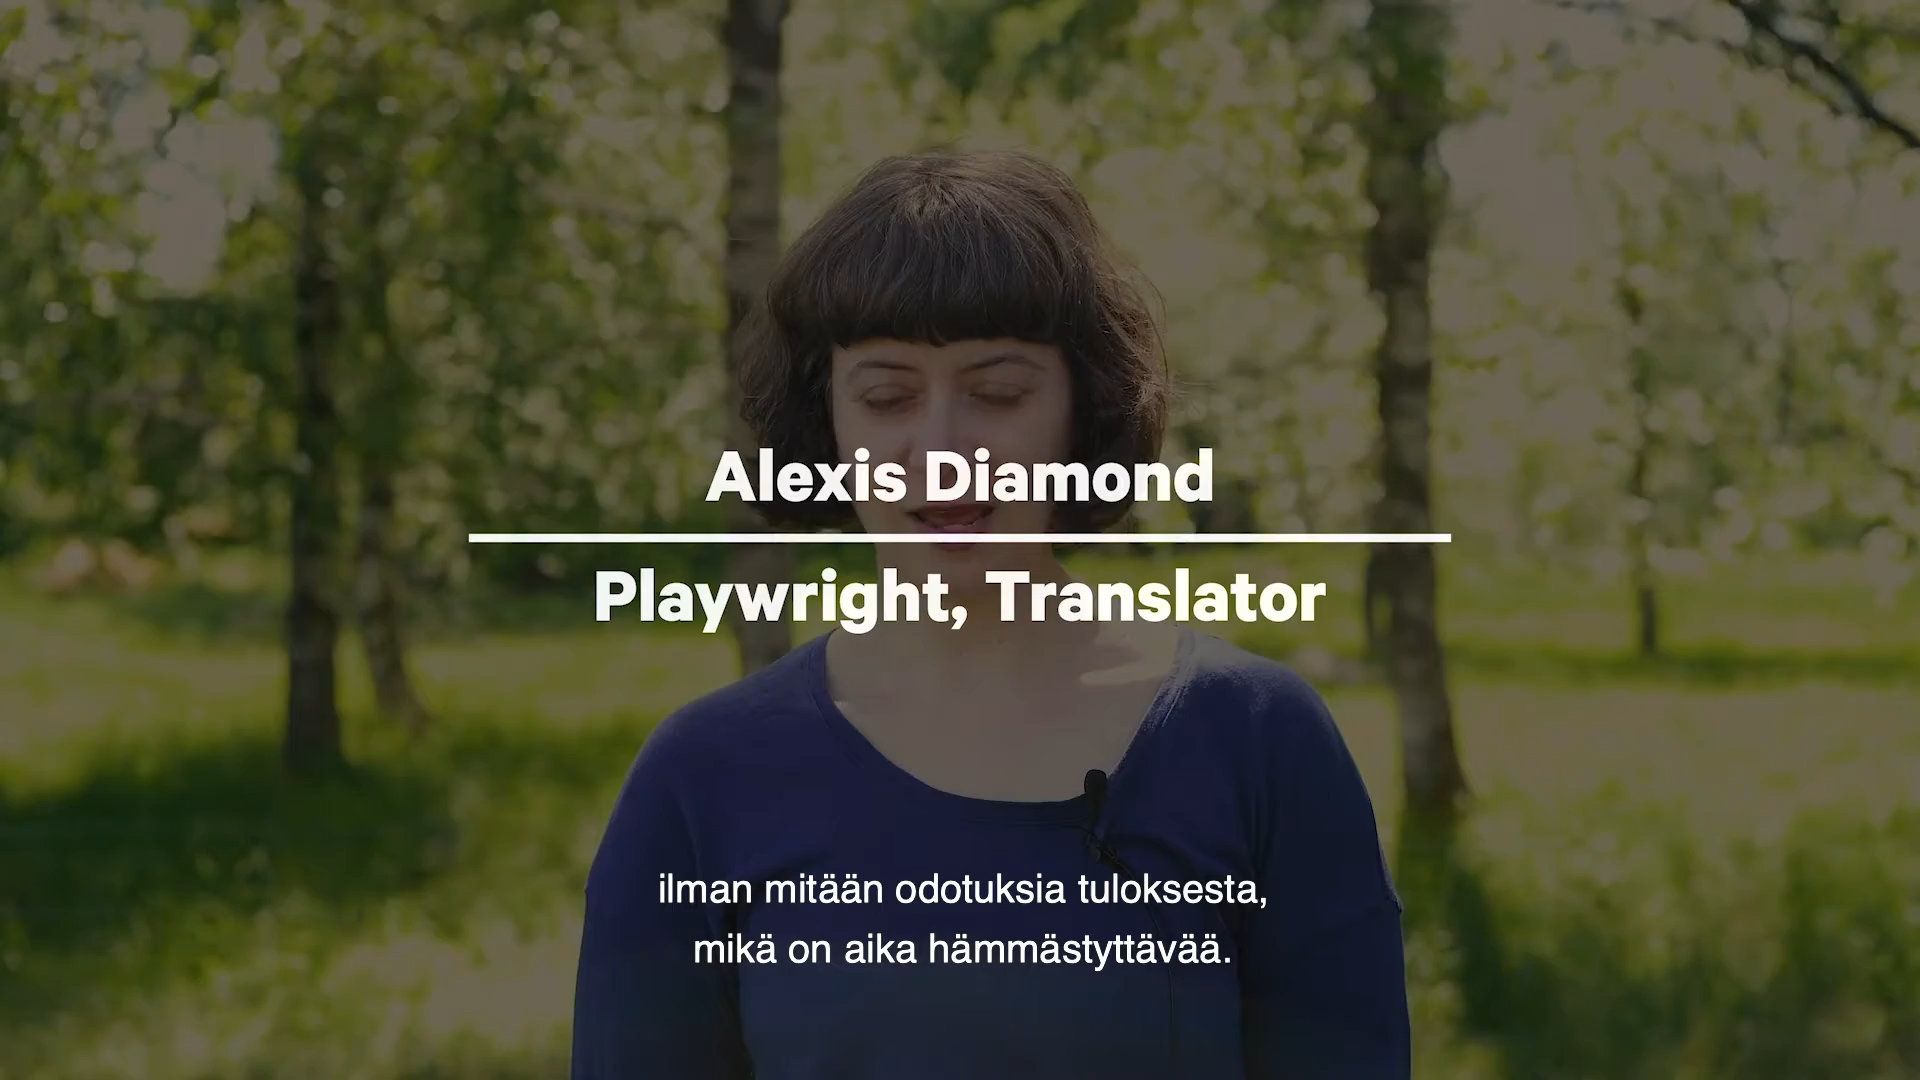 Alexis Diamond
Playwright, Translator
ilman mitään odotuksia tuloksesta,
mikä on aika hämmästyttävää.